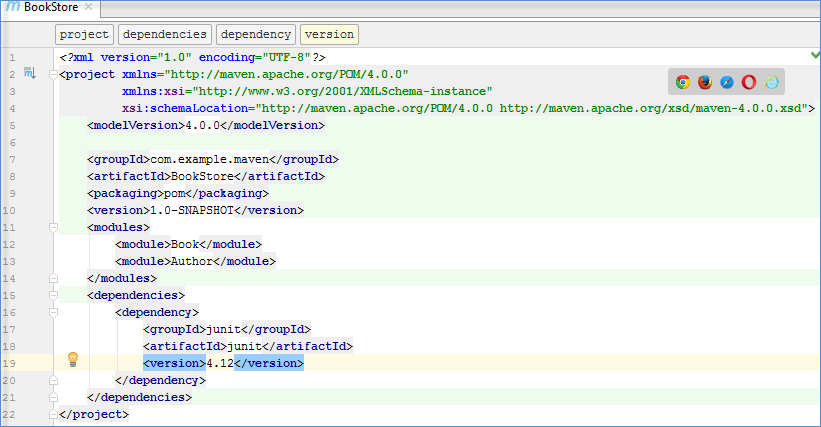 BookStore
project dependencies dependency version
1 <?xml version="1.0" encoding="UTF-8"?>
2 <project xmlns="http://maven.apache.org/POM/4.0.0"
3 xmlns:xsi="http://www.w3.org/2001/XMLSchema-instance"
4 xsi:schemaLocation="http://maven.apache.org/POM/4.0.0 http://maven.apache.org/xsd/maven-4.0.0.xsd">
5 <modelVersion>4.0.0</modelVersion>
6
7 <groupId>com.example.maven</groupId>
8 <artifactId>BookStore</artifactId>
9 <packaging>pom</packaging>
10 <version>1.0-SNAPSHOT</version>
11 <modules>
12 <module>Book</module>
13 <module>Author</module>
14 </modules>
15 <dependencies>
16 <dependency>
17 <groupId>junit</groupId>
18 <artifactId>junit</artifactId>
19 <version>4.12</version>
20 </dependency>
21 </dependencies>
22 </project>